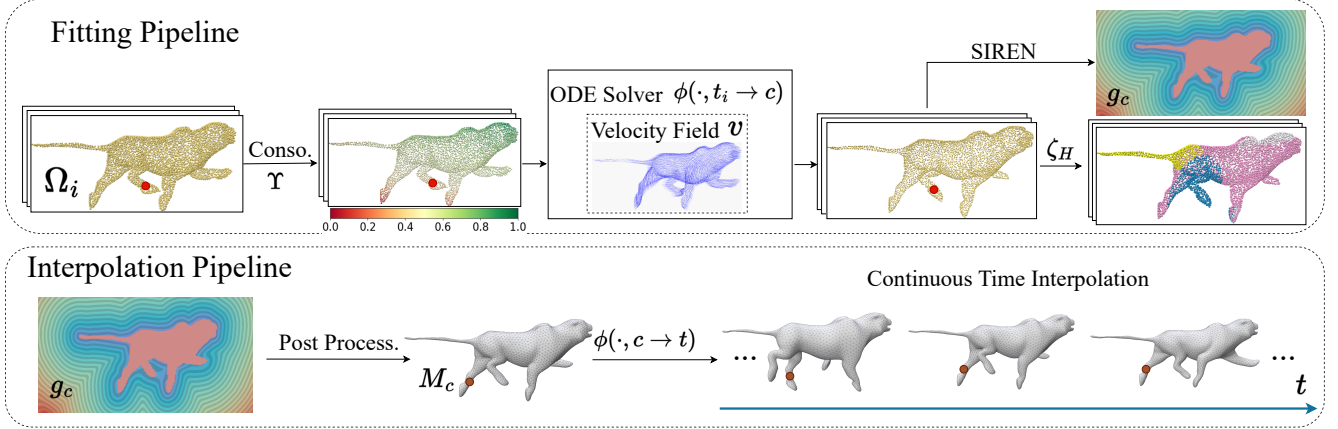 Fitting Pipeline
SIREN
g_c
ODE Solver ϕ(·, t_i → c)
Velocity Field v
Ω_i
Conso.
Υ
ζ_H
0.0 0.2 0.4 0.6 0.8 1.0
Interpolation Pipeline
Continuous Time Interpolation
Post Process.
ϕ(·, c → t)
M_c
g_c
...
...
t